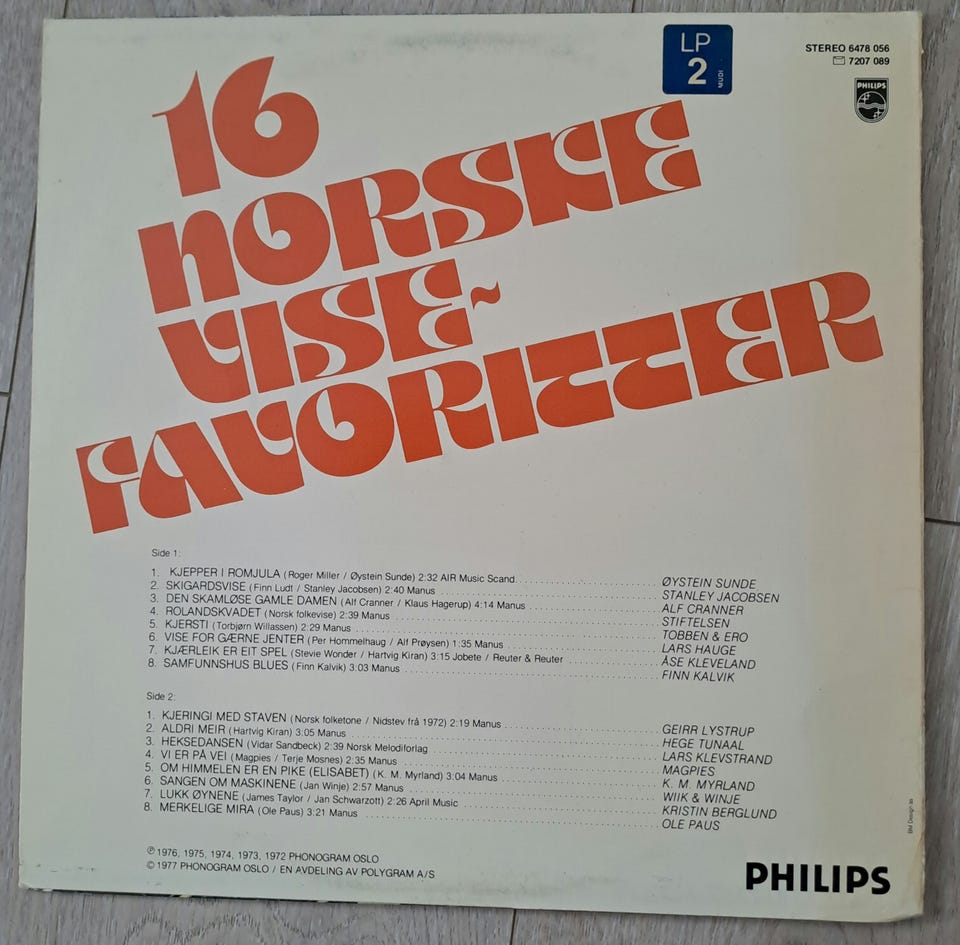 LP
2
MUDI
STEREO 6478 056
7207 089
PHILIPS
16
NORSKE
VISE-
FAVORITTER
Side 1:
1. KJEPPER I ROMJULA (Roger Miller / Øystein Sunde) 2:32 AIR Music Scand. ØYSTEIN SUNDE
2. SKIGARDSVISE (Finn Ludt / Stanley Jacobsen) 2:40 Manus STANLEY JACOBSEN
3. DEN SKAMLØSE GAMLE DAMEN (Alf Cranner / Klaus Hagerup) 4:14 Manus ALF CRANNER
4. ROLANDSKVADET (Norsk folkevise) 2:39 Manus STIFTELSEN
5. KJERSTI (Torbjørn Willassen) 2:29 Manus TOBBEN & ERO
6. VISE FOR GÆRNE JENTER (Per Hommelhaug / Alf Prøysen) 1:35 Manus LARS HAUGE
7. KJÆRLEIK ER EIT SPEL (Stevie Wonder / Hartvig Kiran) 3:15 Jobete / Reuter & Reuter ÅSE KLEVELAND
8. SAMFUNNSHUS BLUES (Finn Kalvik) 3:03 Manus FINN KALVIK
Side 2:
1. KJERINGI MED STAVEN (Norsk folketone / Nidstev frå 1972) 2:19 Manus GEIRR LYSTRUP
2. ALDRI MEIR (Hartvig Kiran) 3:05 Manus HEGE TUNAAL
3. HEKSEDANSEN (Vidar Sandbeck) 2:39 Norsk Melodiforlag LARS KLEVSTRAND
4. VI ER PÅ VEI (Magpies / Terje Mosnes) 2:35 Manus MAGPIES
5. OM HIMMELEN ER EN PIKE (ELISABET) (K. M. Myrland) 3:04 Manus K. M. MYRLAND
6. SANGEN OM MASKINENE (Jan Winje) 2:57 Manus WIIK & WINJE
7. LUKK ØYNENE (James Taylor / Jan Schwarzott) 2:26 April Music KRISTIN BERGLUND
8. MERKELIGE MIRA (Ole Paus) 3:21 Manus OLE PAUS
℗ 1976, 1975, 1974, 1973, 1972 PHONOGRAM OSLO
© 1977 PHONOGRAM OSLO / EN AVDELING AV POLYGRAM A/S
BM Design as
PHILIPS